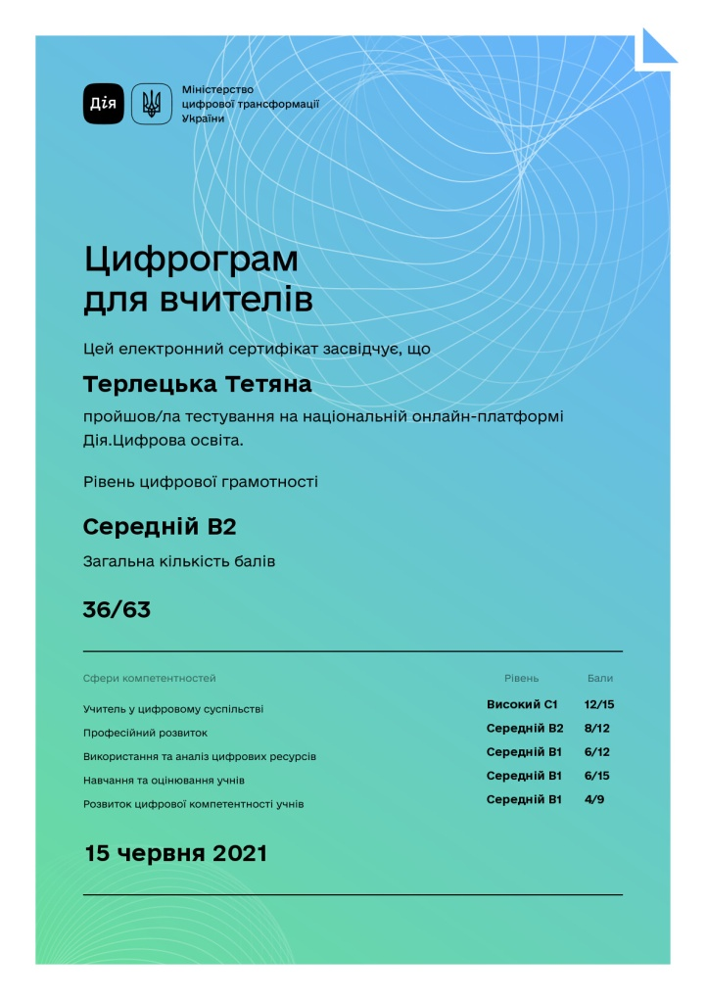 Дія
Міністерство
цифрової трансформації
України
Цифрограм
для вчителів
Цей електронний сертифікат засвідчує, що
Терлецька Тетяна
пройшов/ла тестування на національній онлайн-платформі
Дія.Цифрова освіта.
Рівень цифрової грамотності
Середній B2
Загальна кількість балів
36/63
Сфери компетентностей Рівень Бали
Учитель у цифровому суспільстві Високий C1 12/15
Професійний розвиток Середній B2 8/12
Використання та аналіз цифрових ресурсів Середній B1 6/12
Навчання та оцінювання учнів Середній B1 6/15
Розвиток цифрової компетентності учнів Середній B1 4/9
15 червня 2021